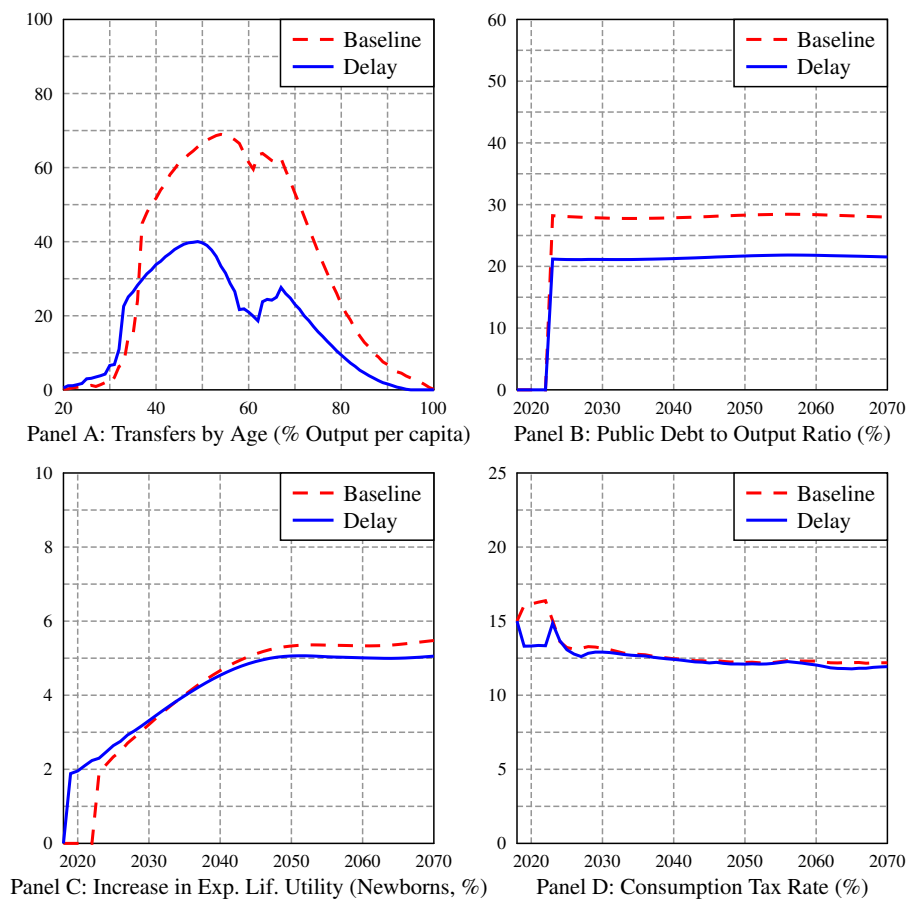 100
80
60
40
20
0
20 40 60 80 100
Baseline
Delay
Panel A: Transfers by Age (% Output per capita)
60
50
40
30
20
10
0
2020 2030 2040 2050 2060 2070
Baseline
Delay
Panel B: Public Debt to Output Ratio (%)
10
8
6
4
2
0
2020 2030 2040 2050 2060 2070
Baseline
Delay
Panel C: Increase in Exp. Lif. Utility (Newborns, %)
25
20
15
10
5
0
2020 2030 2040 2050 2060 2070
Baseline
Delay
Panel D: Consumption Tax Rate (%)